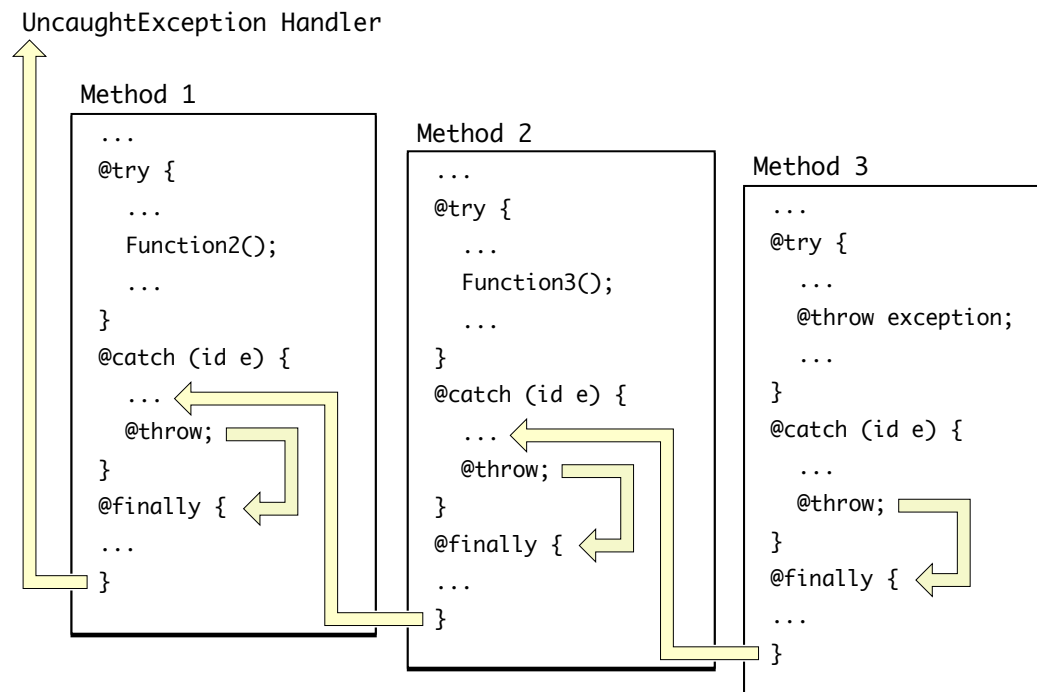 UncaughtException Handler
Method 1
...
@try {
...
Function2();
...
}
@catch (id e) {
...
@throw;
}
@finally {
...
}
Method 2
...
@try {
...
Function3();
...
}
@catch (id e) {
...
@throw;
}
@finally {
...
}
Method 3
...
@try {
...
@throw exception;
...
}
@catch (id e) {
...
@throw;
}
@finally {
...
}